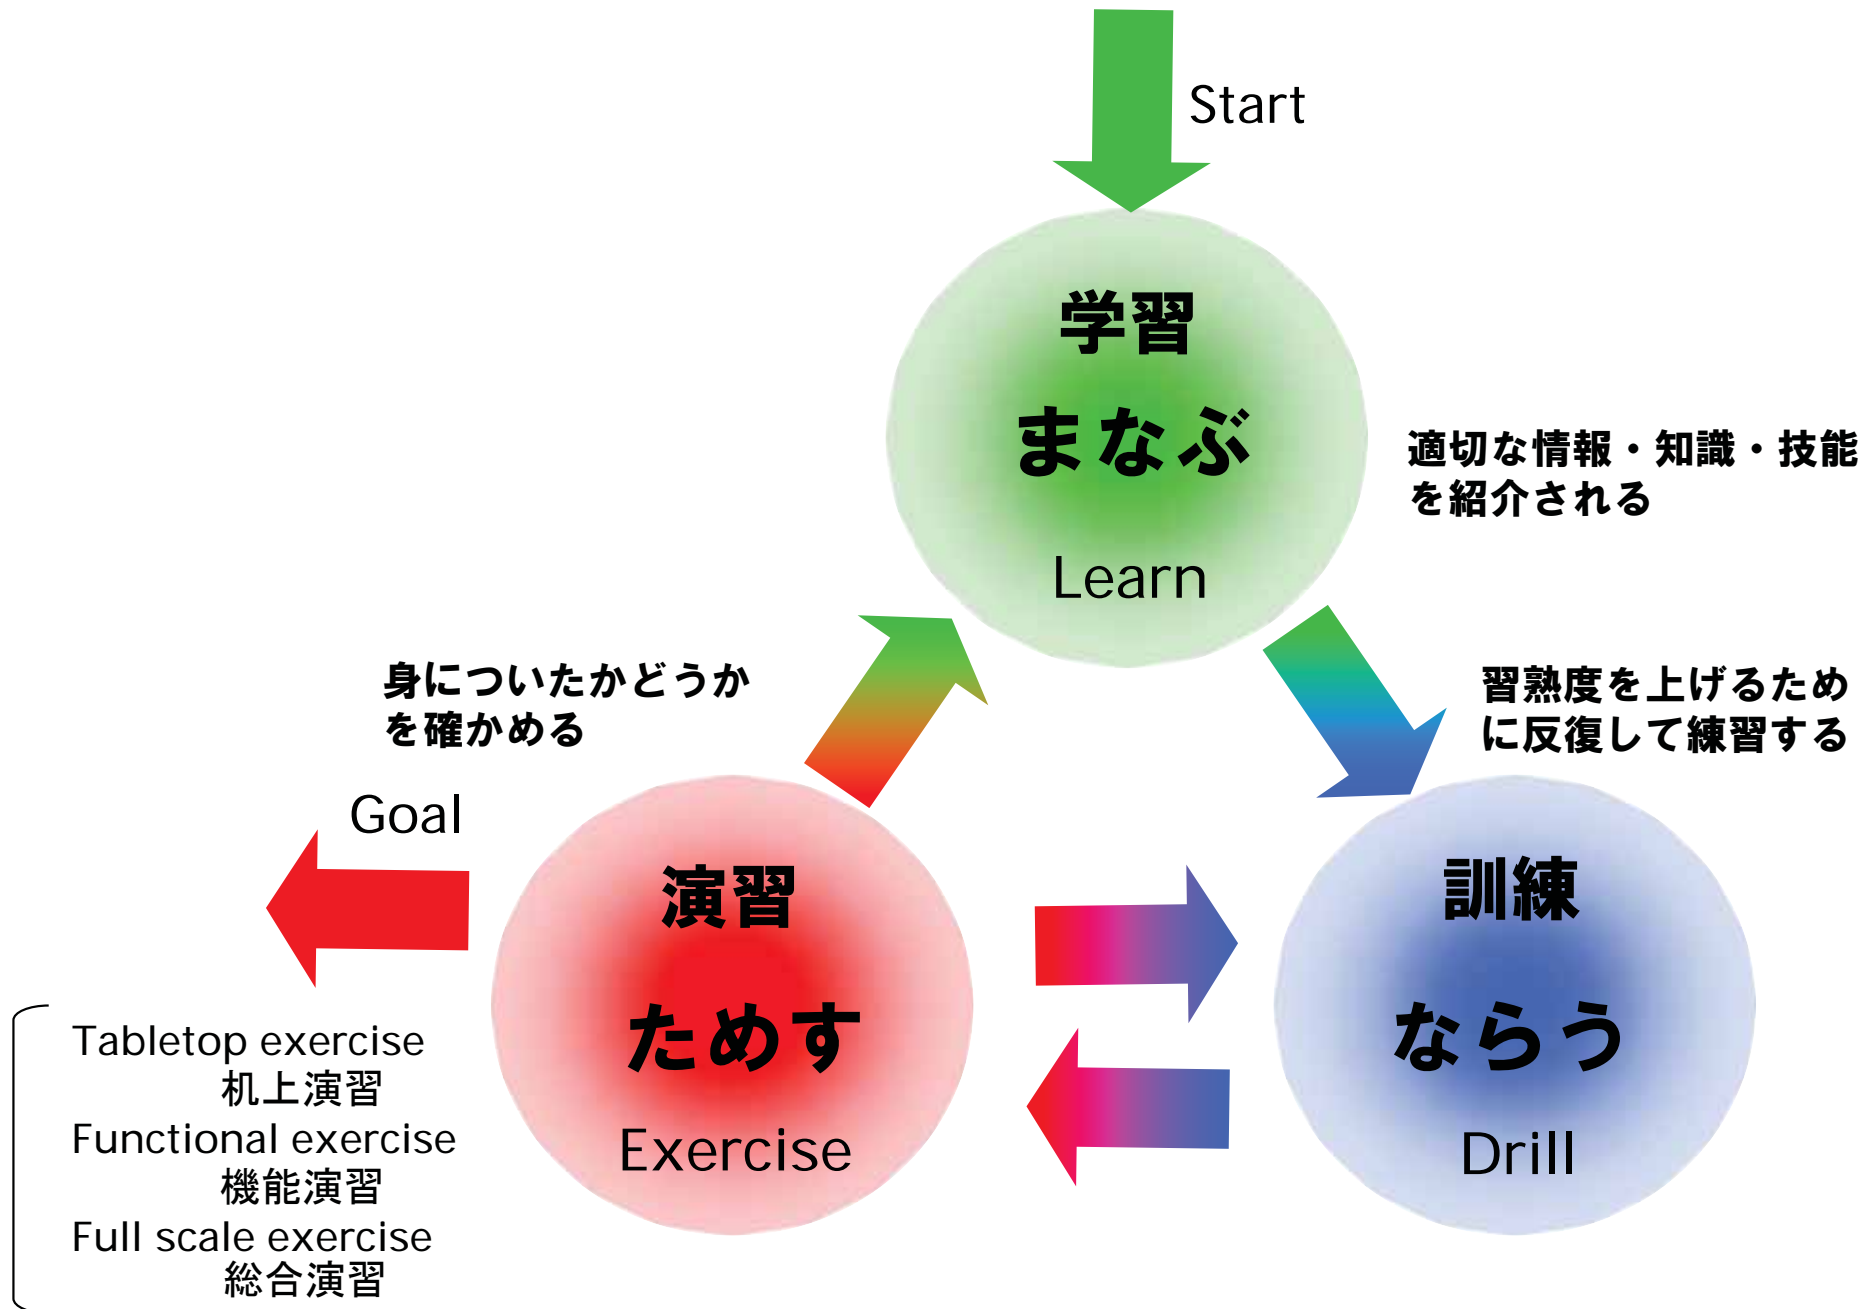 Start
学習
まなぶ
Learn
適切な情報・知識・技能
を紹介される
身についたかどうか
を確かめる
習熟度を上げるため
に反復して練習する
Goal
演習
ためす
Exercise
訓練
ならう
Drill
Tabletop exercise
机上演習
Functional exercise
機能演習
Full scale exercise
総合演習